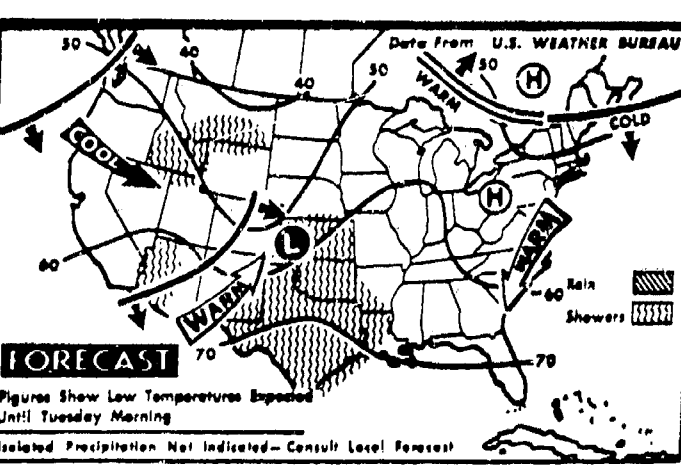 Data From U.S. WEATHER BUREAU
50
40
40
50
50
WARM
H
COLD
COOL
H
L
WARM
60
WARM
60
Rain
Showers
70
70
FORECAST
Figures Show Low Temperatures Expected
Until Tuesday Morning
Isolated Precipitation Not Indicated—Consult Local Forecast